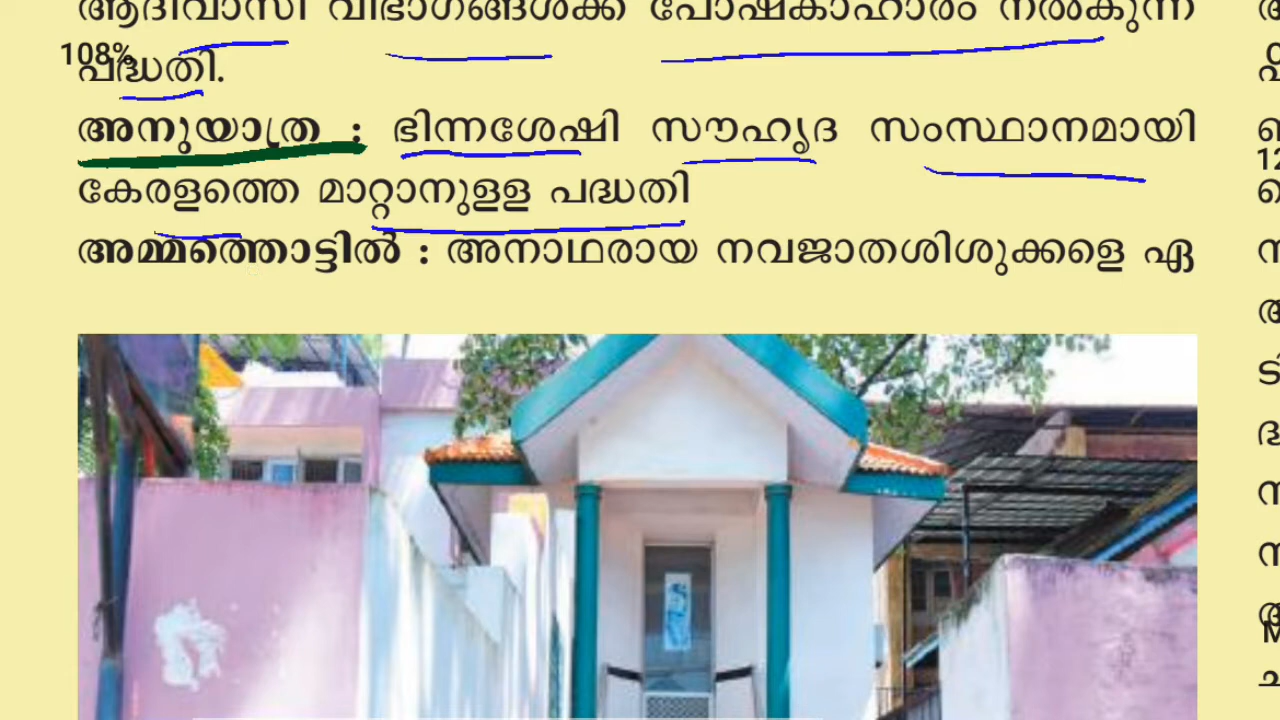 ആദിവാസി വിഭാഗങ്ങൾക്ക് പോഷകാഹാരം നൽകുന്ന
108%
പദ്ധതി.
അനുയാത്ര : ഭിന്നശേഷി സൗഹൃദ സംസ്ഥാനമായി
കേരളത്തെ മാറ്റാനുളള പദ്ധതി
അമ്മത്തൊട്ടിൽ : അനാഥരായ നവജാതശിശുക്കളെ ഏ